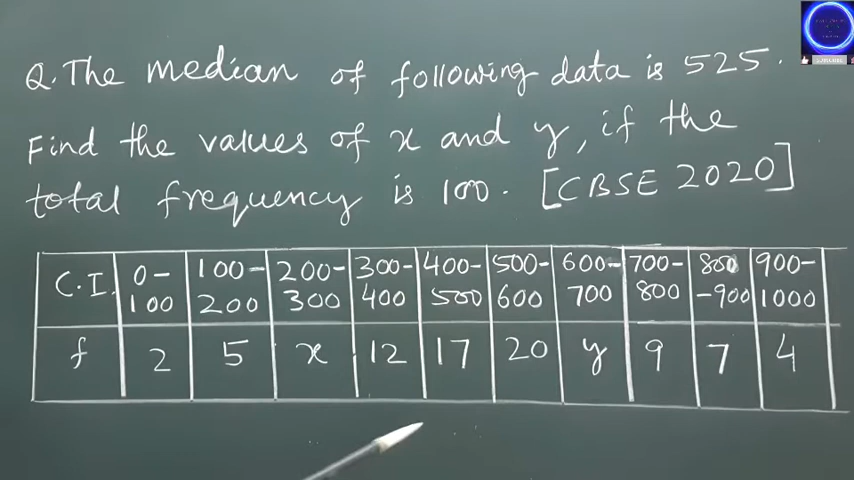 Q. The median of following data is 525.
Find the values of x and y, if the
total frequency is 100. [CBSE 2020]
C.I. 0-100 100-200 200-300 300-400 400-500 500-600 600-700 700-800 800-900 900-1000
f 2 5 x 12 17 20 y 9 7 4